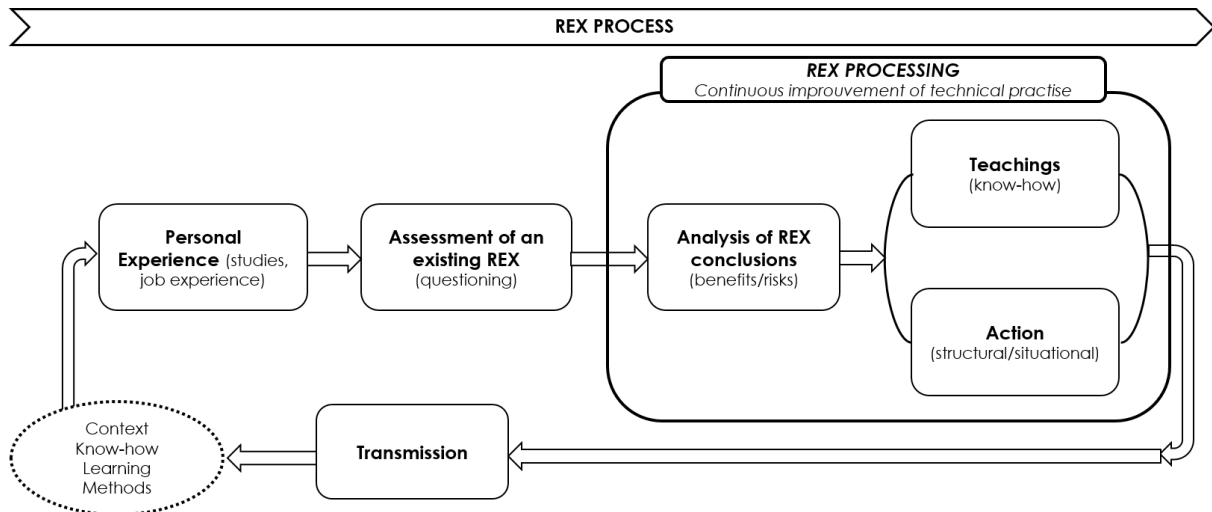 REX PROCESS
REX PROCESSING
Continuous improuvement of technical practise
Teachings
(know-how)
Personal
Experience (studies,
job experience)
Assessment of an
existing REX
(questioning)
Analysis of REX
conclusions
(benefits/risks)
Action
(structural/situational)
Context
Know-how
Learning
Methods
Transmission